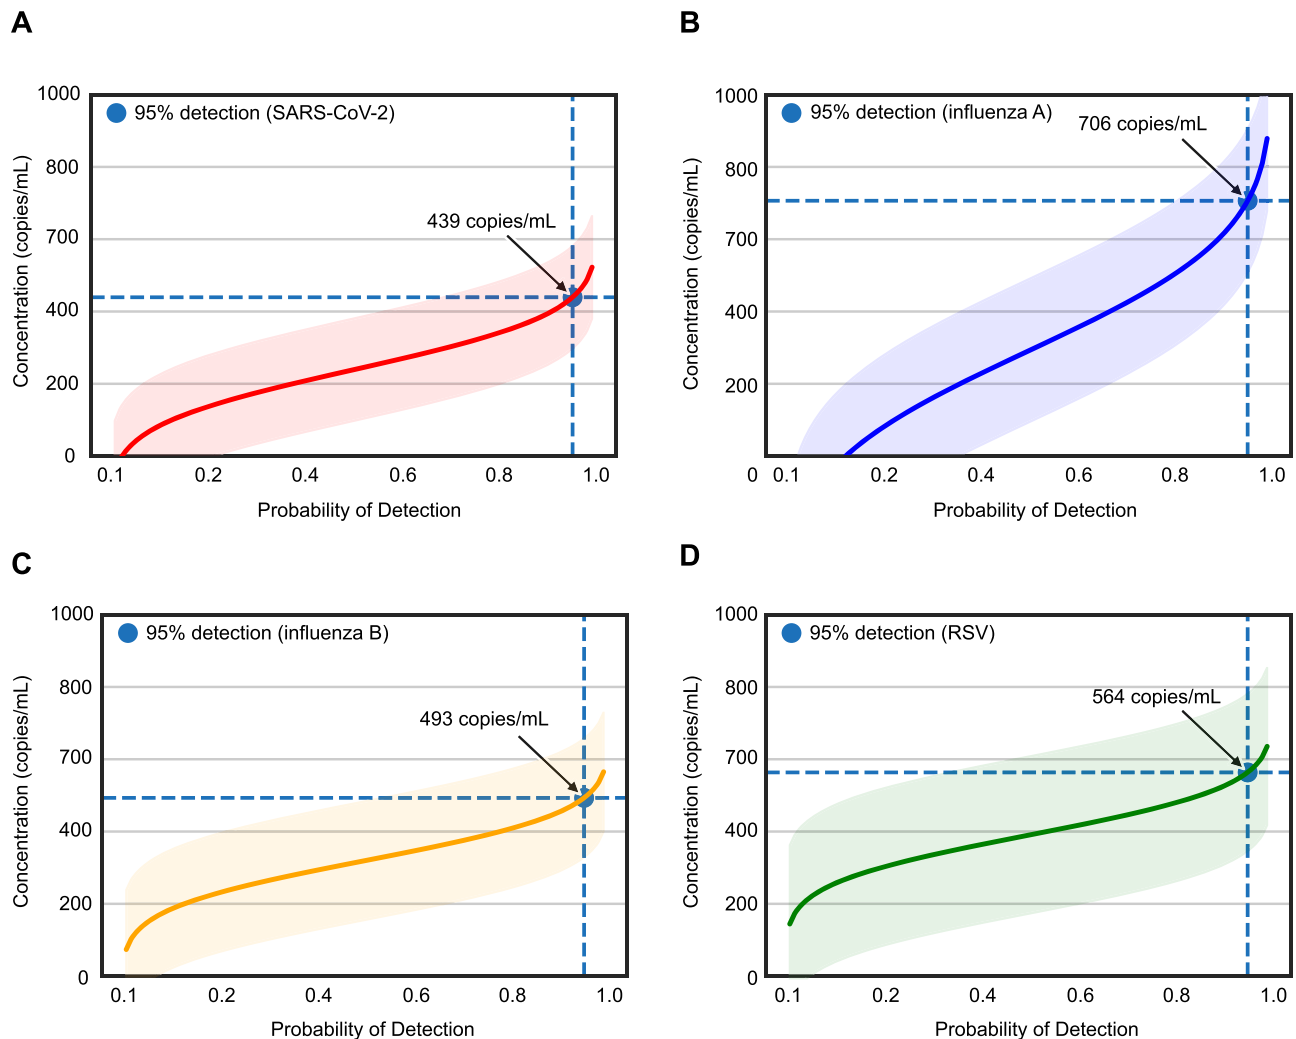 A
95% detection (SARS-CoV-2)
439 copies/mL
Concentration (copies/mL)
1000
800
700
400
200
0
0.1 0.2 0.4 0.6 0.8 1.0
Probability of Detection
B
95% detection (influenza A)
706 copies/mL
Concentration (copies/mL)
1000
800
700
400
200
0 0.1 0.2 0.4 0.6 0.8 1.0
Probability of Detection
C
95% detection (influenza B)
493 copies/mL
Concentration (copies/mL)
1000
800
700
400
200
0
0.1 0.2 0.4 0.6 0.8 1.0
Probability of Detection
D
95% detection (RSV)
564 copies/mL
Concentration (copies/mL)
1000
800
700
400
200
0
0.1 0.2 0.4 0.6 0.8 1.0
Probability of Detection